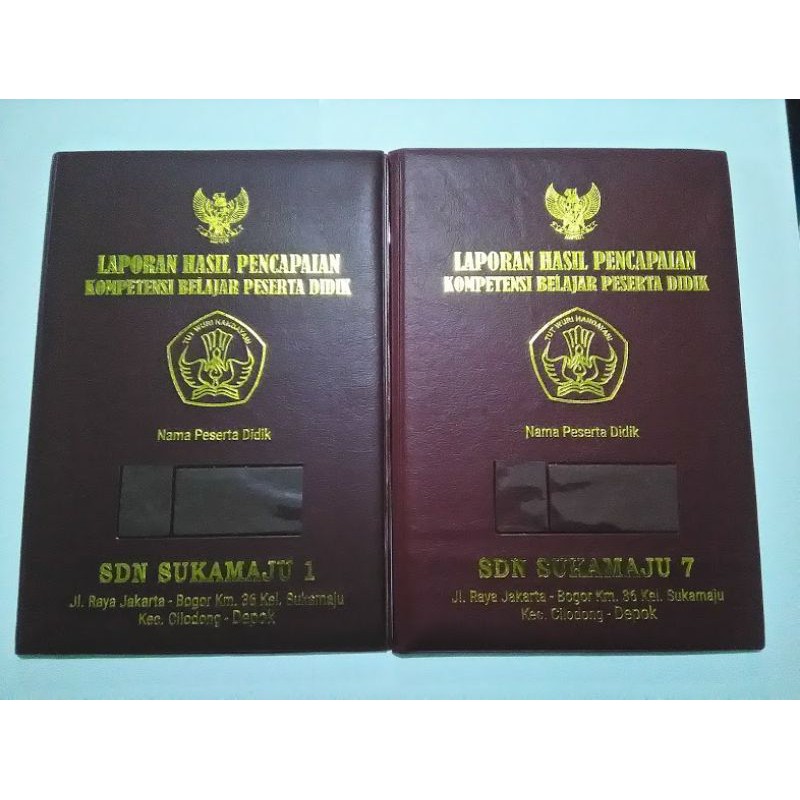 LAPORAN HASIL PENCAPAIAN
KOMPETENSI BELAJAR PESERTA DIDIK
TUT WURI HANDAYANI
Nama Peserta Didik
SDN SUKAMAJU 1
Jl. Raya Jakarta - Bogor Km. 36 Kel. Sukamaju
Kec. Cilodong - Depok
LAPORAN HASIL PENCAPAIAN
KOMPETENSI BELAJAR PESERTA DIDIK
TUT WURI HANDAYANI
Nama Peserta Didik
SDN SUKAMAJU 7
Jl. Raya Jakarta - Bogor Km. 36 Kel. Sukamaju
Kec. Cilodong - Depok